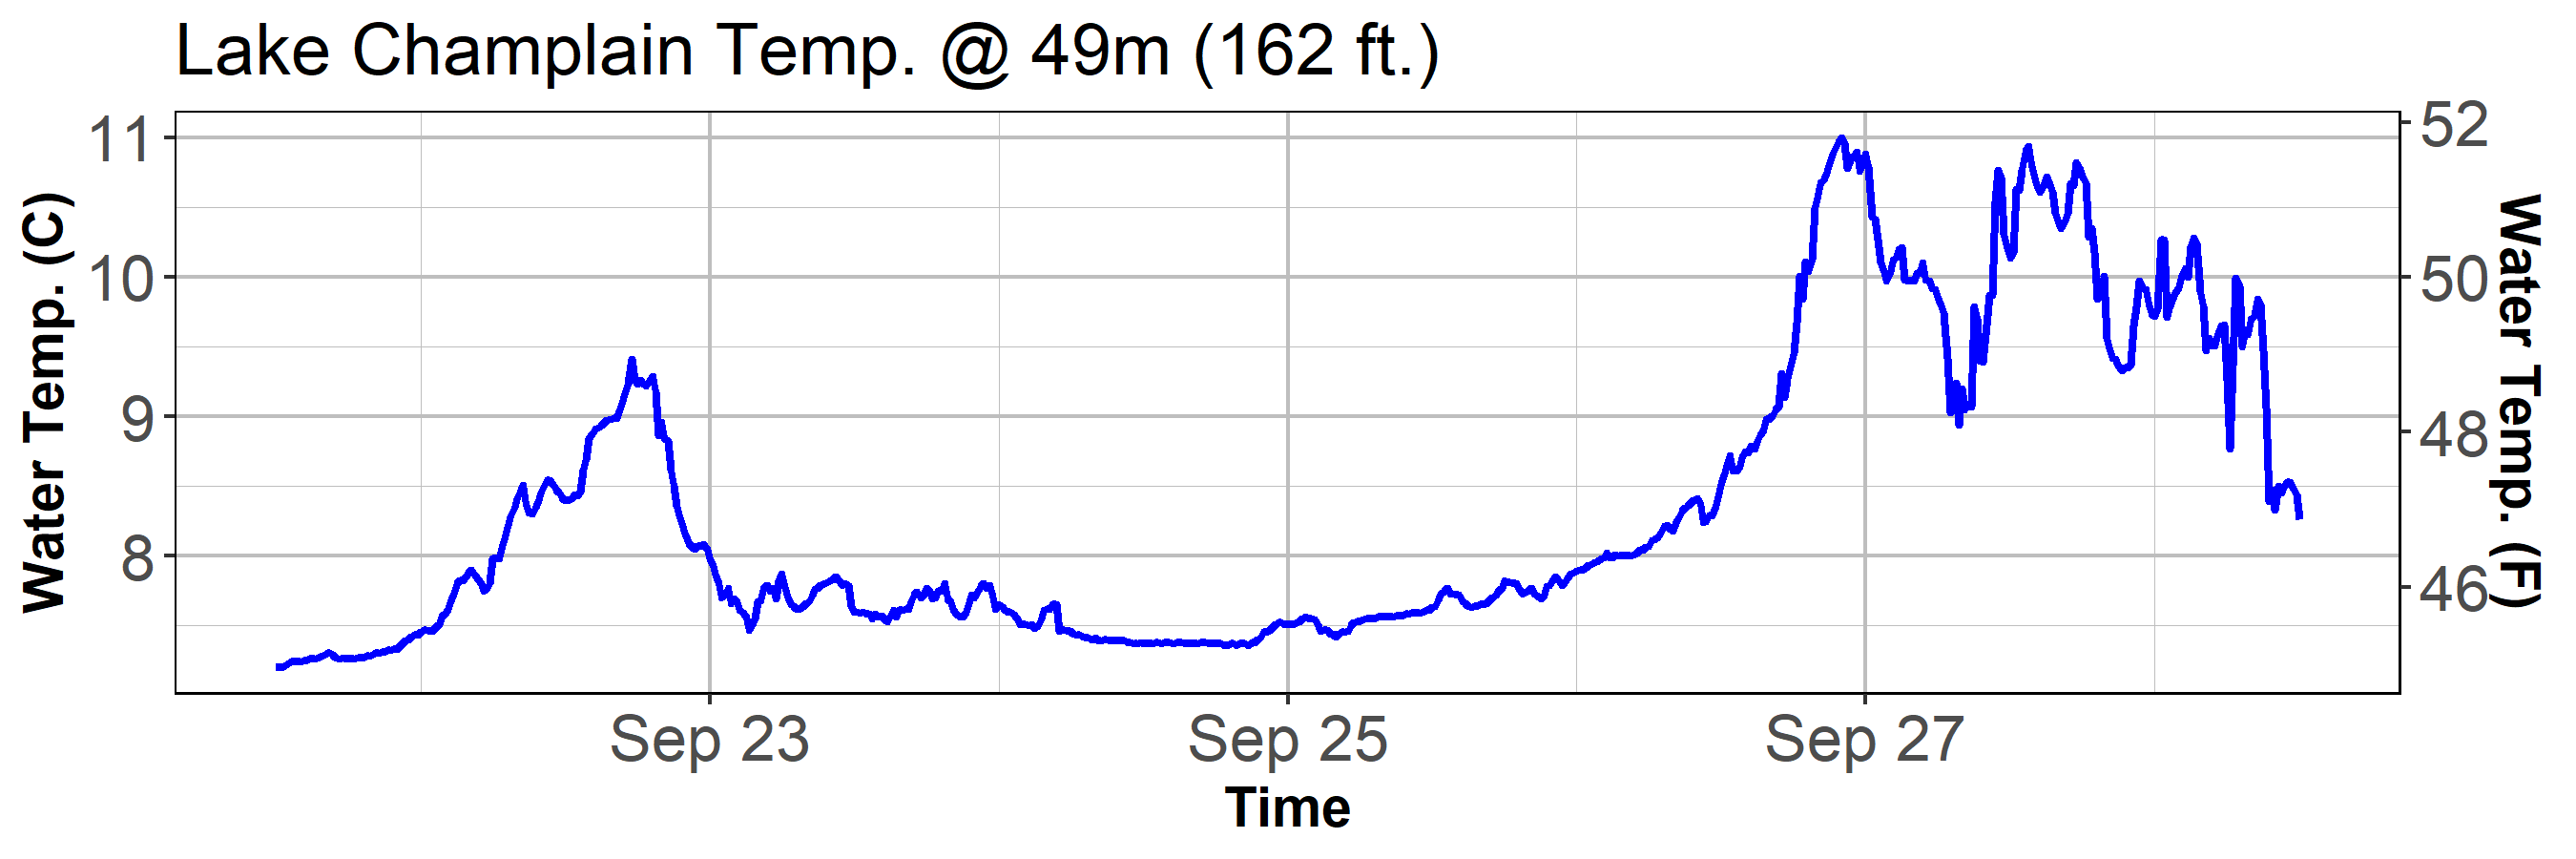 Lake Champlain Temp. @ 49m (162 ft.)
Water Temp. (C)
11
10
9
8
52
50
48
46
Water Temp. (F)
Sep 23
Sep 25
Sep 27
Time